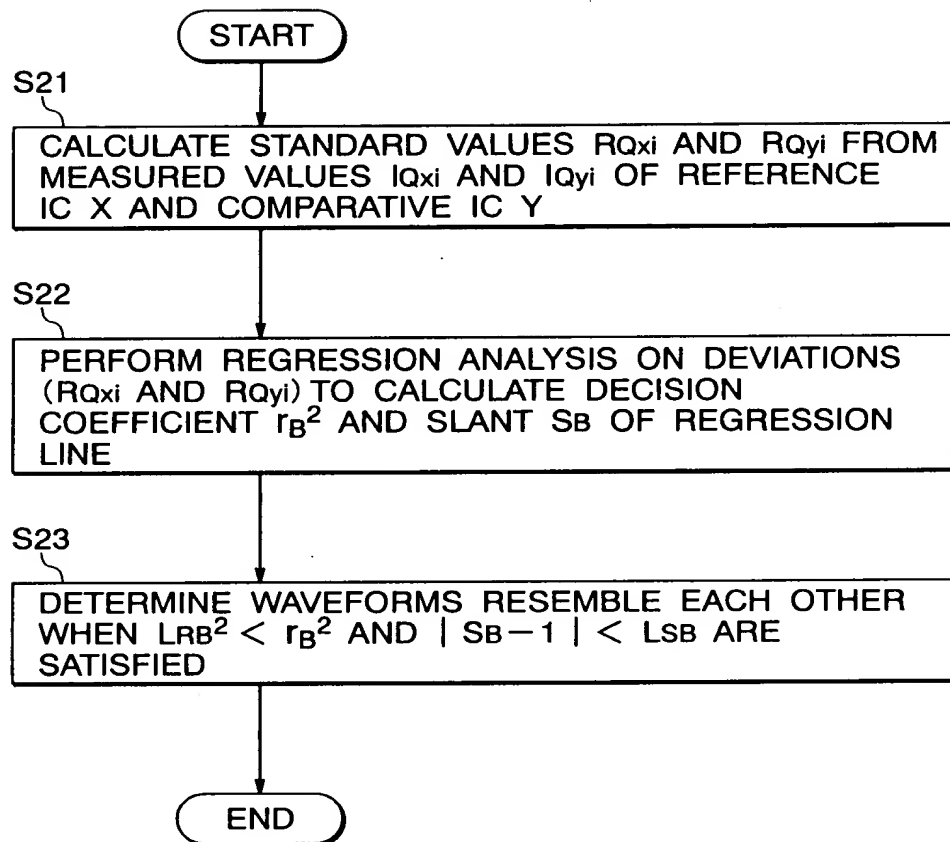 START
S21
CALCULATE STANDARD VALUES RQxi AND RQyi FROM
MEASURED VALUES IQxi AND IQyi OF REFERENCE
IC X AND COMPARATIVE IC Y
S22
PERFORM REGRESSION ANALYSIS ON DEVIATIONS
(RQxi AND RQyi) TO CALCULATE DECISION
COEFFICIENT rB² AND SLANT SB OF REGRESSION
LINE
S23
DETERMINE WAVEFORMS RESEMBLE EACH OTHER
WHEN LRB² < rB² AND | SB−1 | < LSB ARE
SATISFIED
END